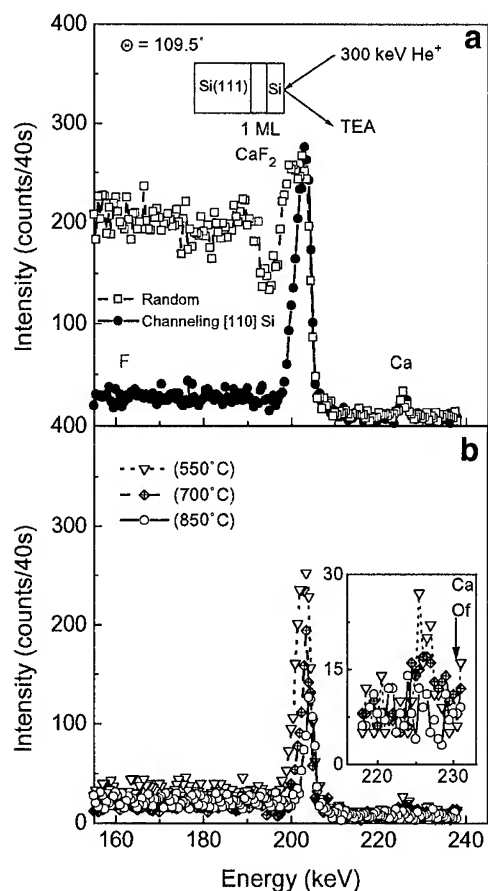 400
Θ = 109.5°
a
Si(111)
Si
300 keV He+
TEA
1 ML
CaF2
300
200
100
Intensity (counts/40s)
Random
Channeling [110] Si
F
Ca
400
b
(550°C)
(700°C)
(850°C)
300
200
100
0
Intensity (counts/40s)
30
15
0
Ca
Of
220
230
160
180
200
220
240
Energy (keV)